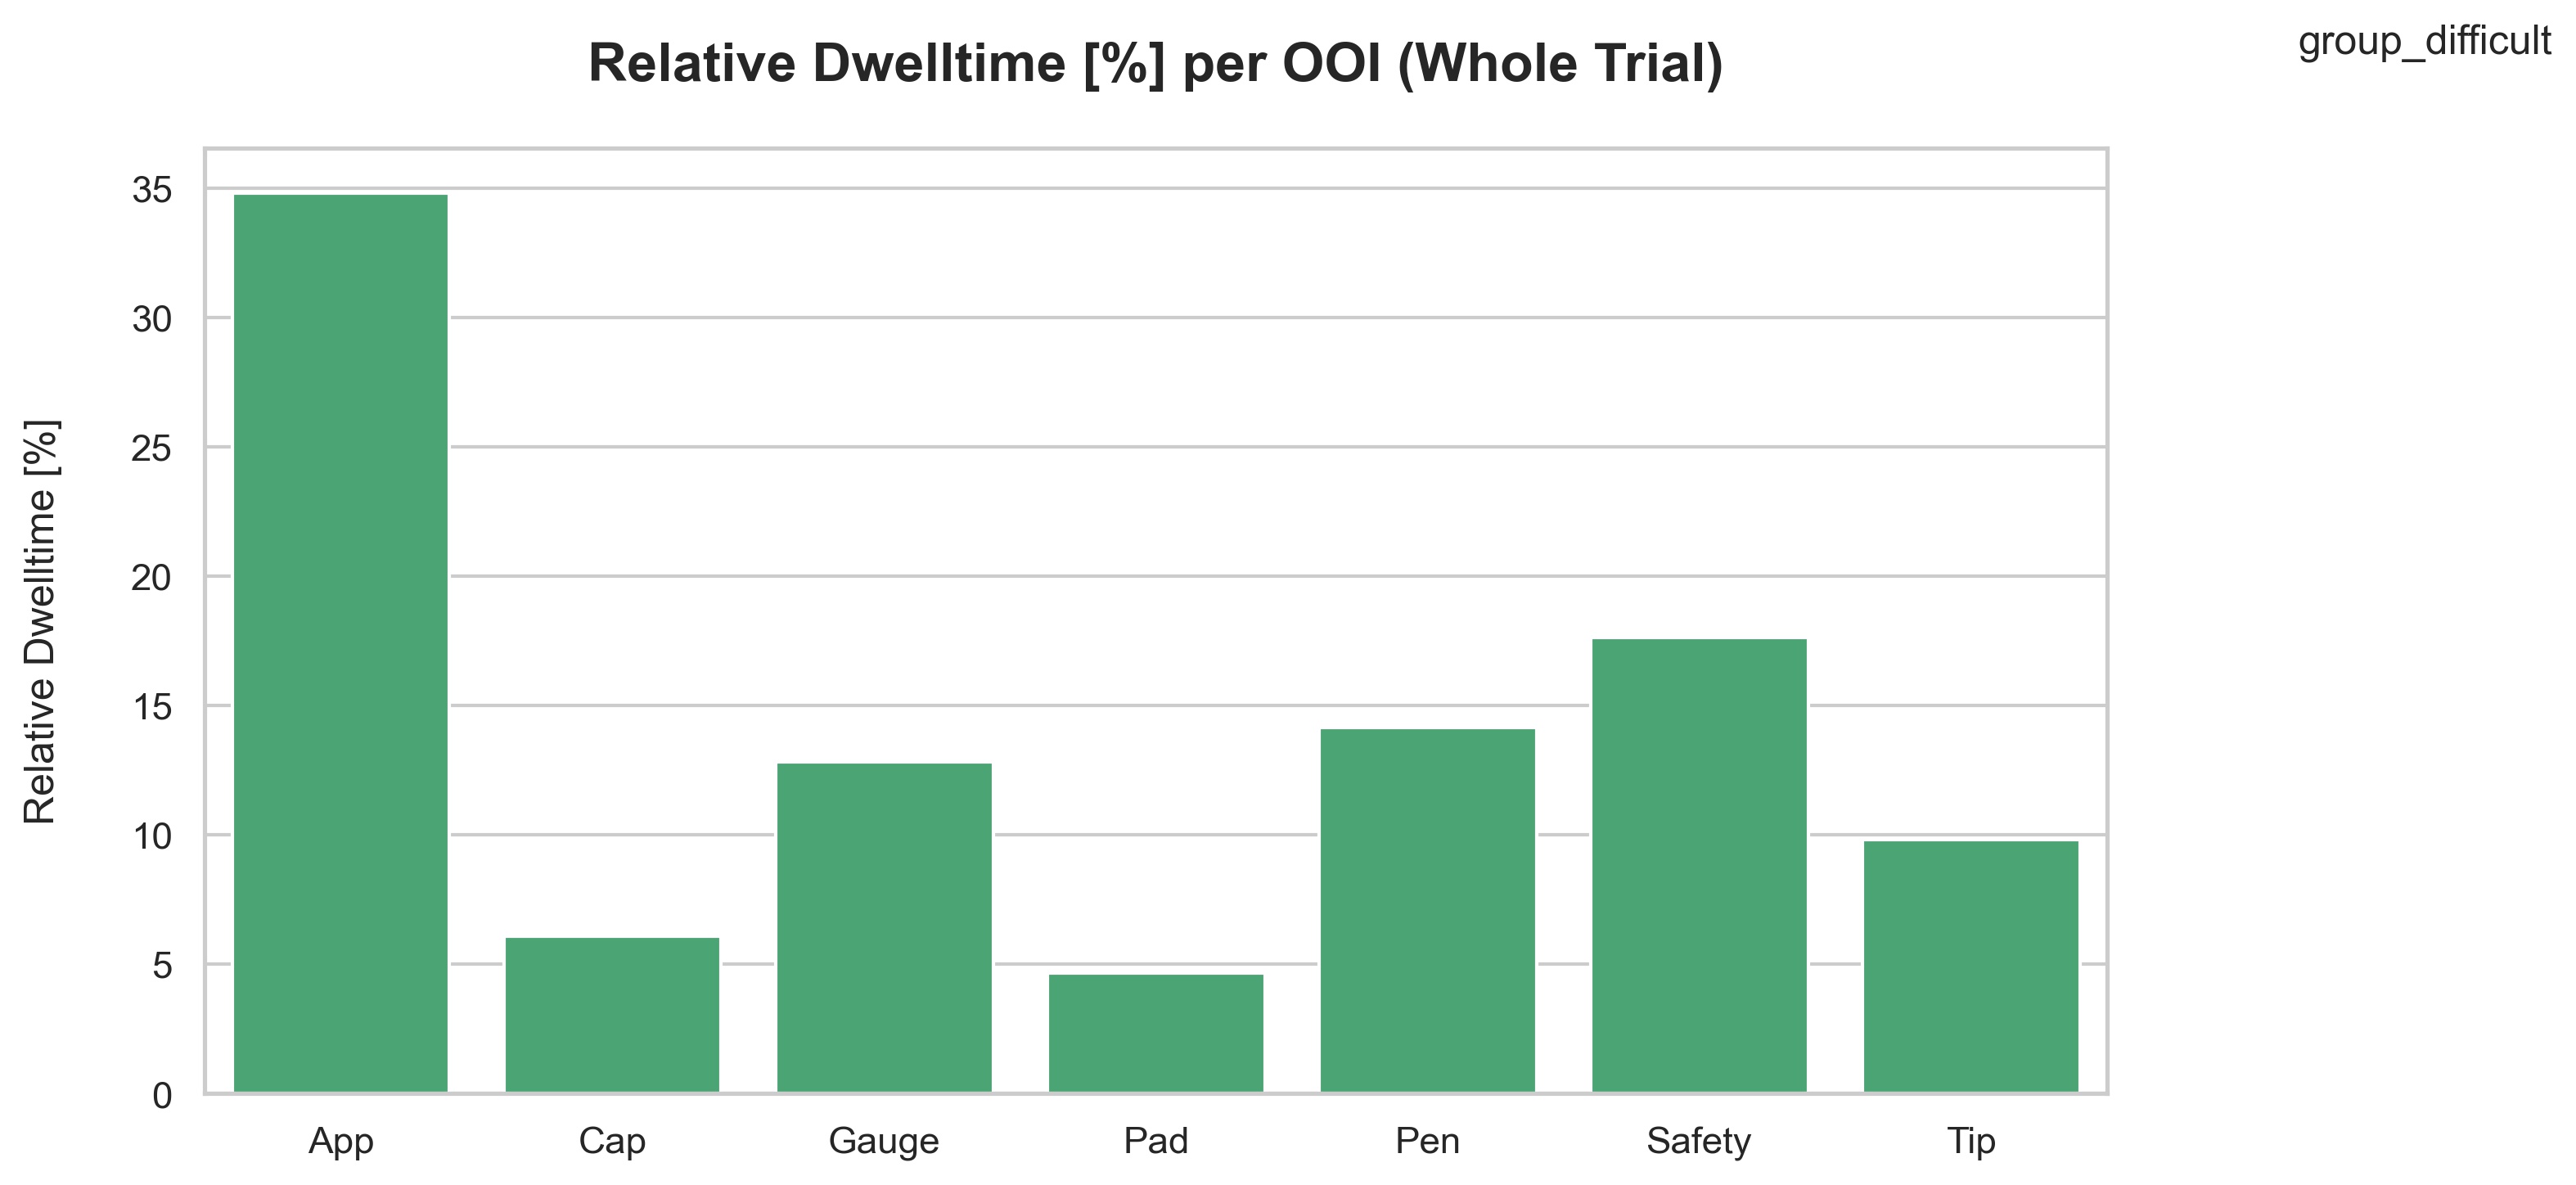 group_difficult
Relative Dwelltime [%] per OOI (Whole Trial)
Relative Dwelltime [%]
35
30
25
20
15
10
5
0
App Cap Gauge Pad Pen Safety Tip